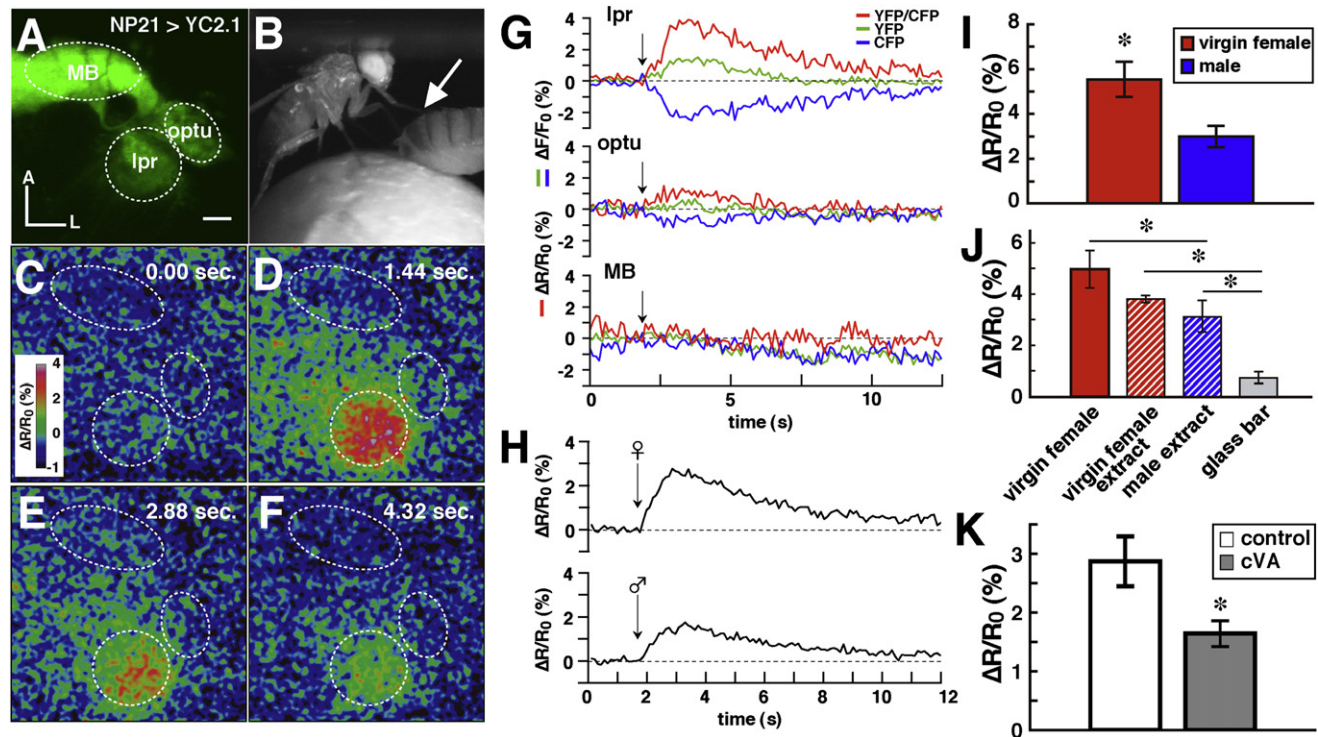 A
NP21 > YC2.1
MB
optu
lpr
A
L
B
C
0.00 sec.
4
2
0
-1
ΔR/R0 (%)
D
1.44 sec.
E
2.88 sec.
F
4.32 sec.
G
lpr
YFP/CFP
YFP
CFP
4
2
0
-2
optu
4
2
0
-2
MB
4
2
0
-2
ΔF/F0 (%)
ΔR/R0 (%)
0 5 10
time (s)
H
♀
4
2
0
ΔR/R0 (%)
♂
4
2
0
ΔR/R0 (%)
0 2 4 6 8 10 12
time (s)
I
virgin female
male
*
8
6
4
2
0
ΔR/R0 (%)
J
*
*
*
6
4
2
0
ΔR/R0 (%)
virgin female
virgin female extract
male extract
glass bar
K
control
cVA
*
3
2
1
0
ΔR/R0 (%)